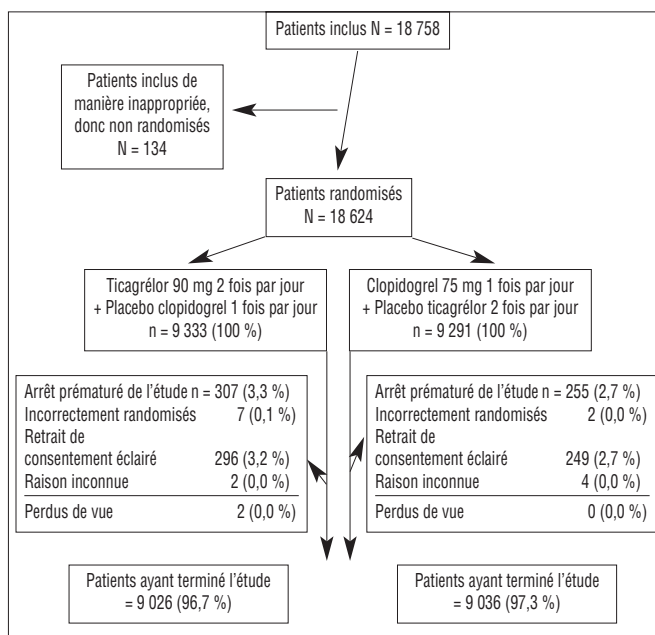 Patients inclus N = 18 758
Patients inclus de
manière inappropriée,
donc non randomisés
N = 134
Patients randomisés
N = 18 624
Ticagrélor 90 mg 2 fois par jour
+ Placebo clopidogrel 1 fois par jour
n = 9 333 (100 %)
Clopidogrel 75 mg 1 fois par jour
+ Placebo ticagrélor 2 fois par jour
n = 9 291 (100 %)
Arrêt prématuré de l'étude n = 307 (3,3 %)
Incorrectement randomisés 7 (0,1 %)
Retrait de
consentement éclairé 296 (3,2 %)
Raison inconnue 2 (0,0 %)
Perdus de vue 2 (0,0 %)
Arrêt prématuré de l'étude n = 255 (2,7 %)
Incorrectement randomisés 2 (0,0 %)
Retrait de
consentement éclairé 249 (2,7 %)
Raison inconnue 4 (0,0 %)
Perdus de vue 0 (0,0 %)
Patients ayant terminé l'étude
= 9 026 (96,7 %)
Patients ayant terminé l'étude
= 9 036 (97,3 %)